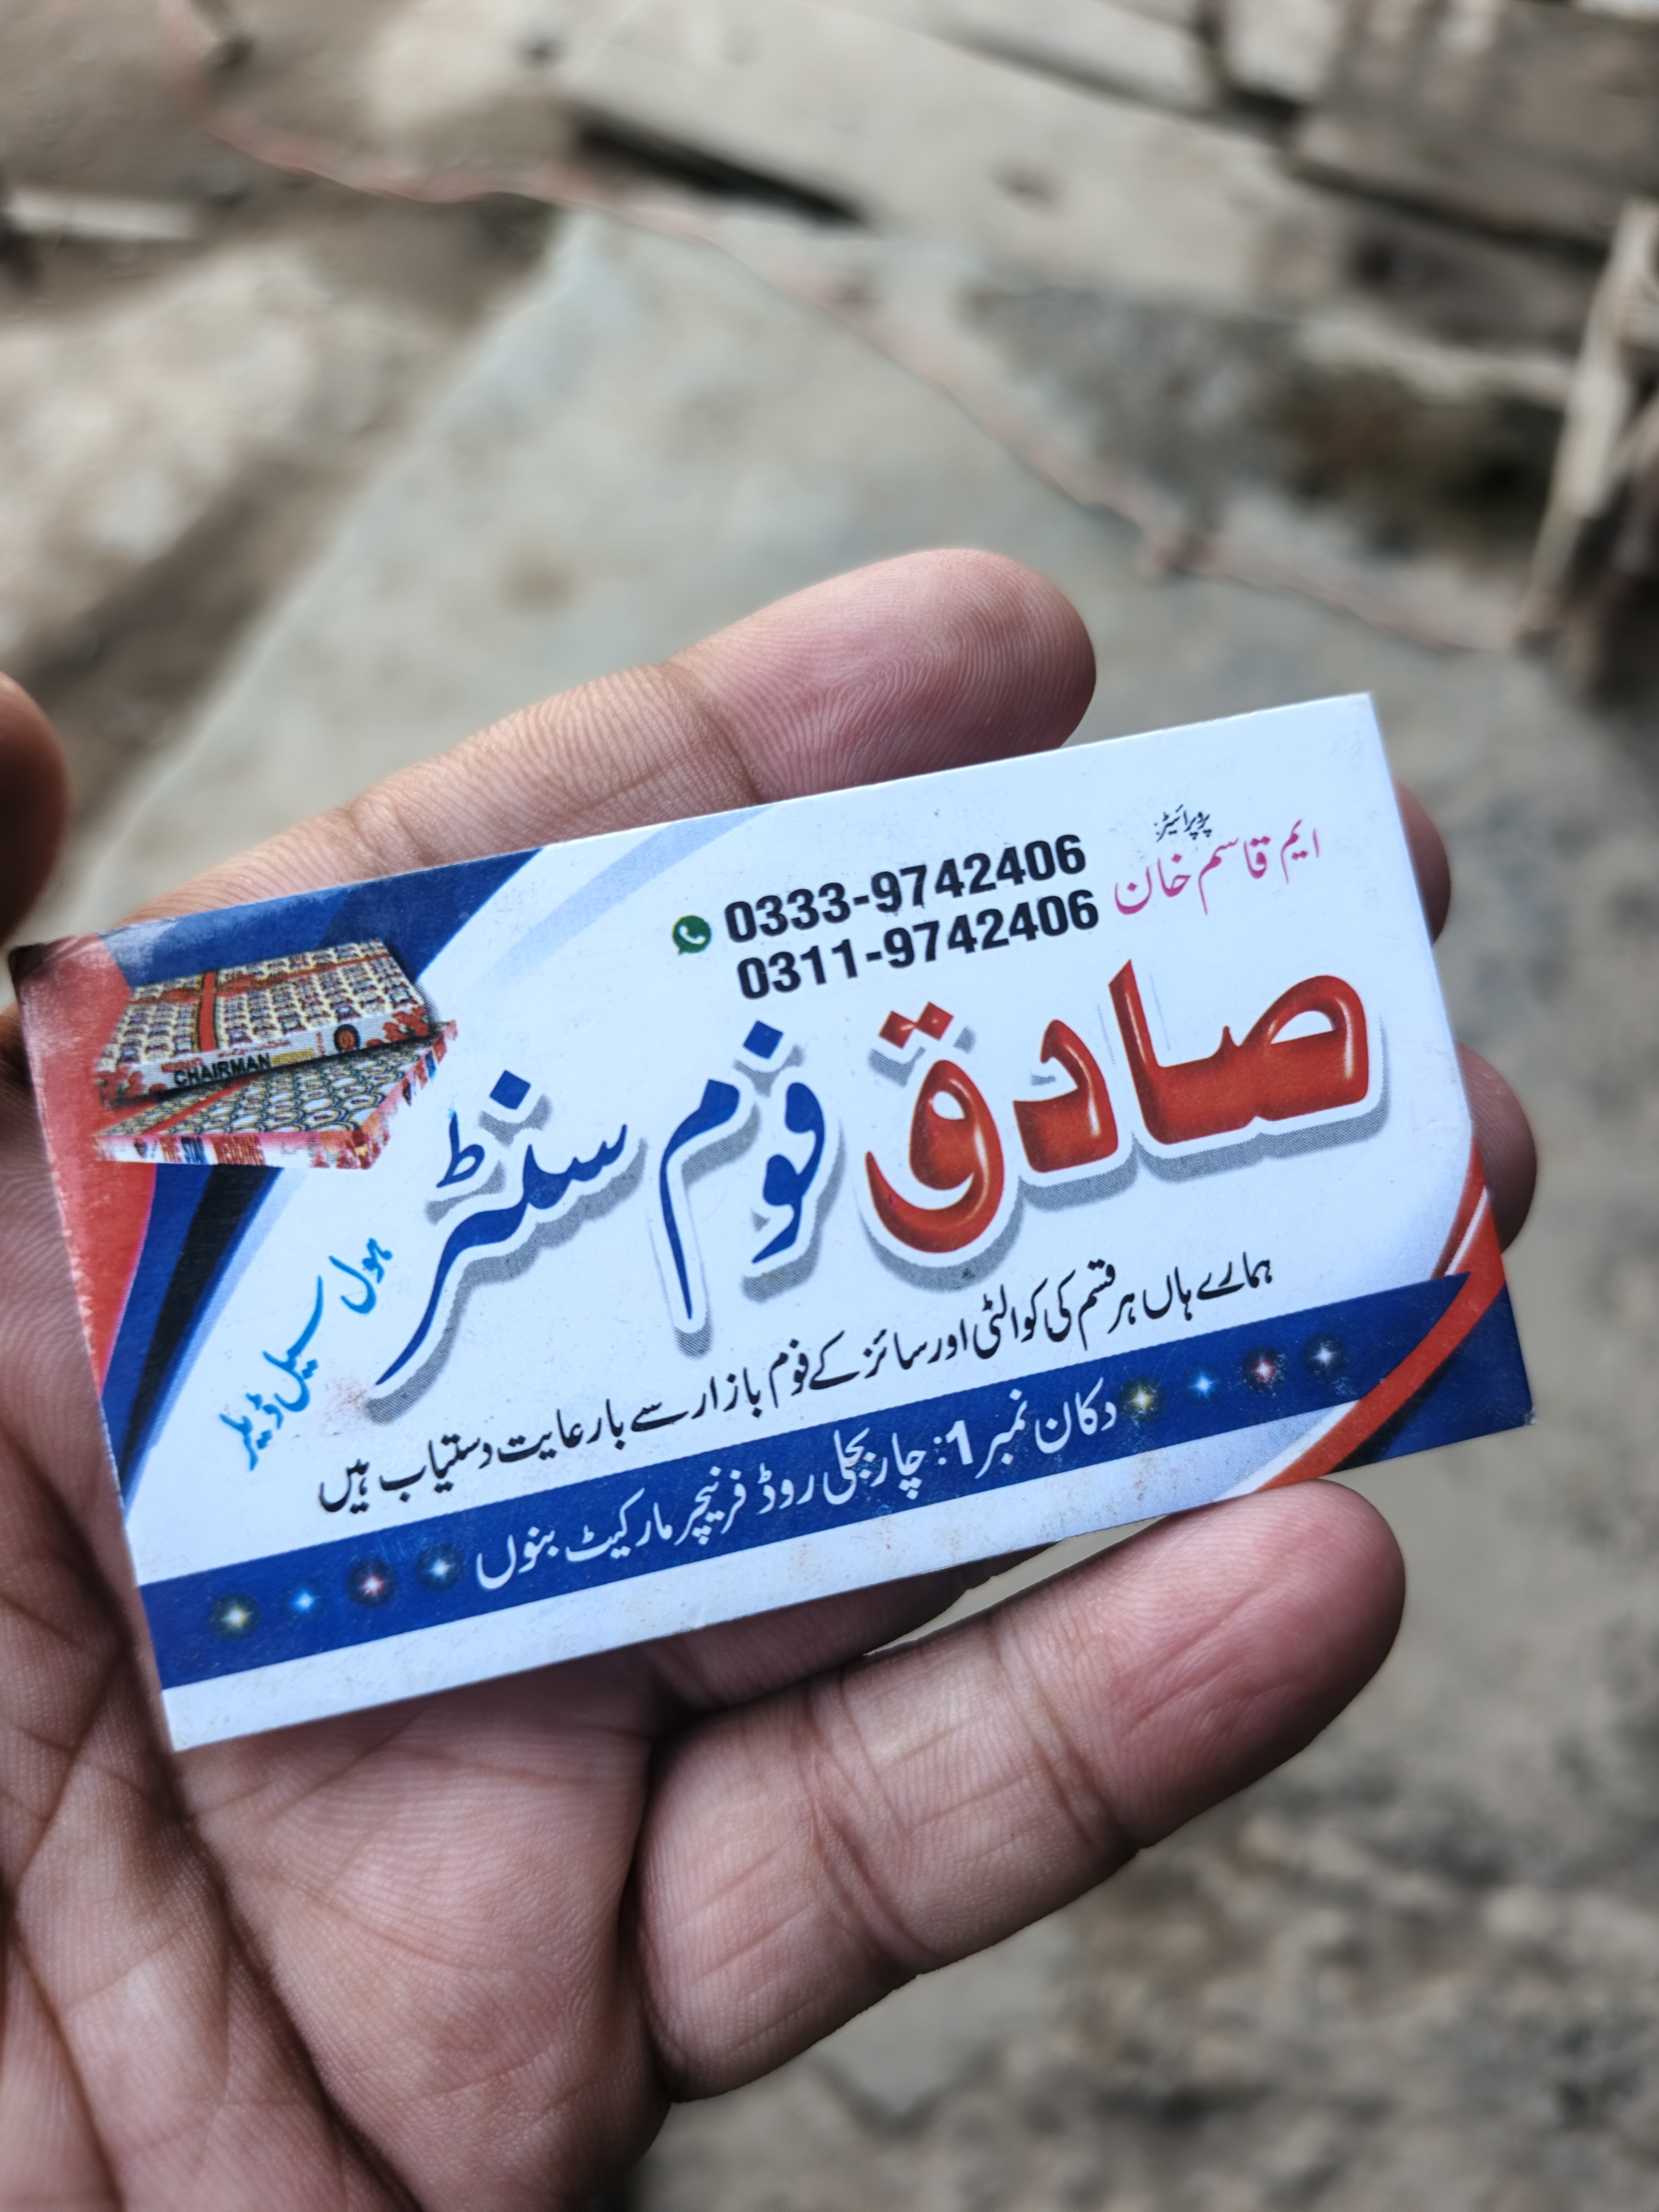 پروپرائیٹر:
ایم قاسم خان
0333-9742406
0311-9742406
صادق فوم سنٹر
ہول سیل ڈیلر
CHAIRMAN
ہمارے ہاں ہر قسم کی کوالٹی اور سائز کے فوم بازار سے بارعایت دستیاب ہیں
دکان نمبر 1: چار بجلی روڈ فرنیچر مارکیٹ بنوں